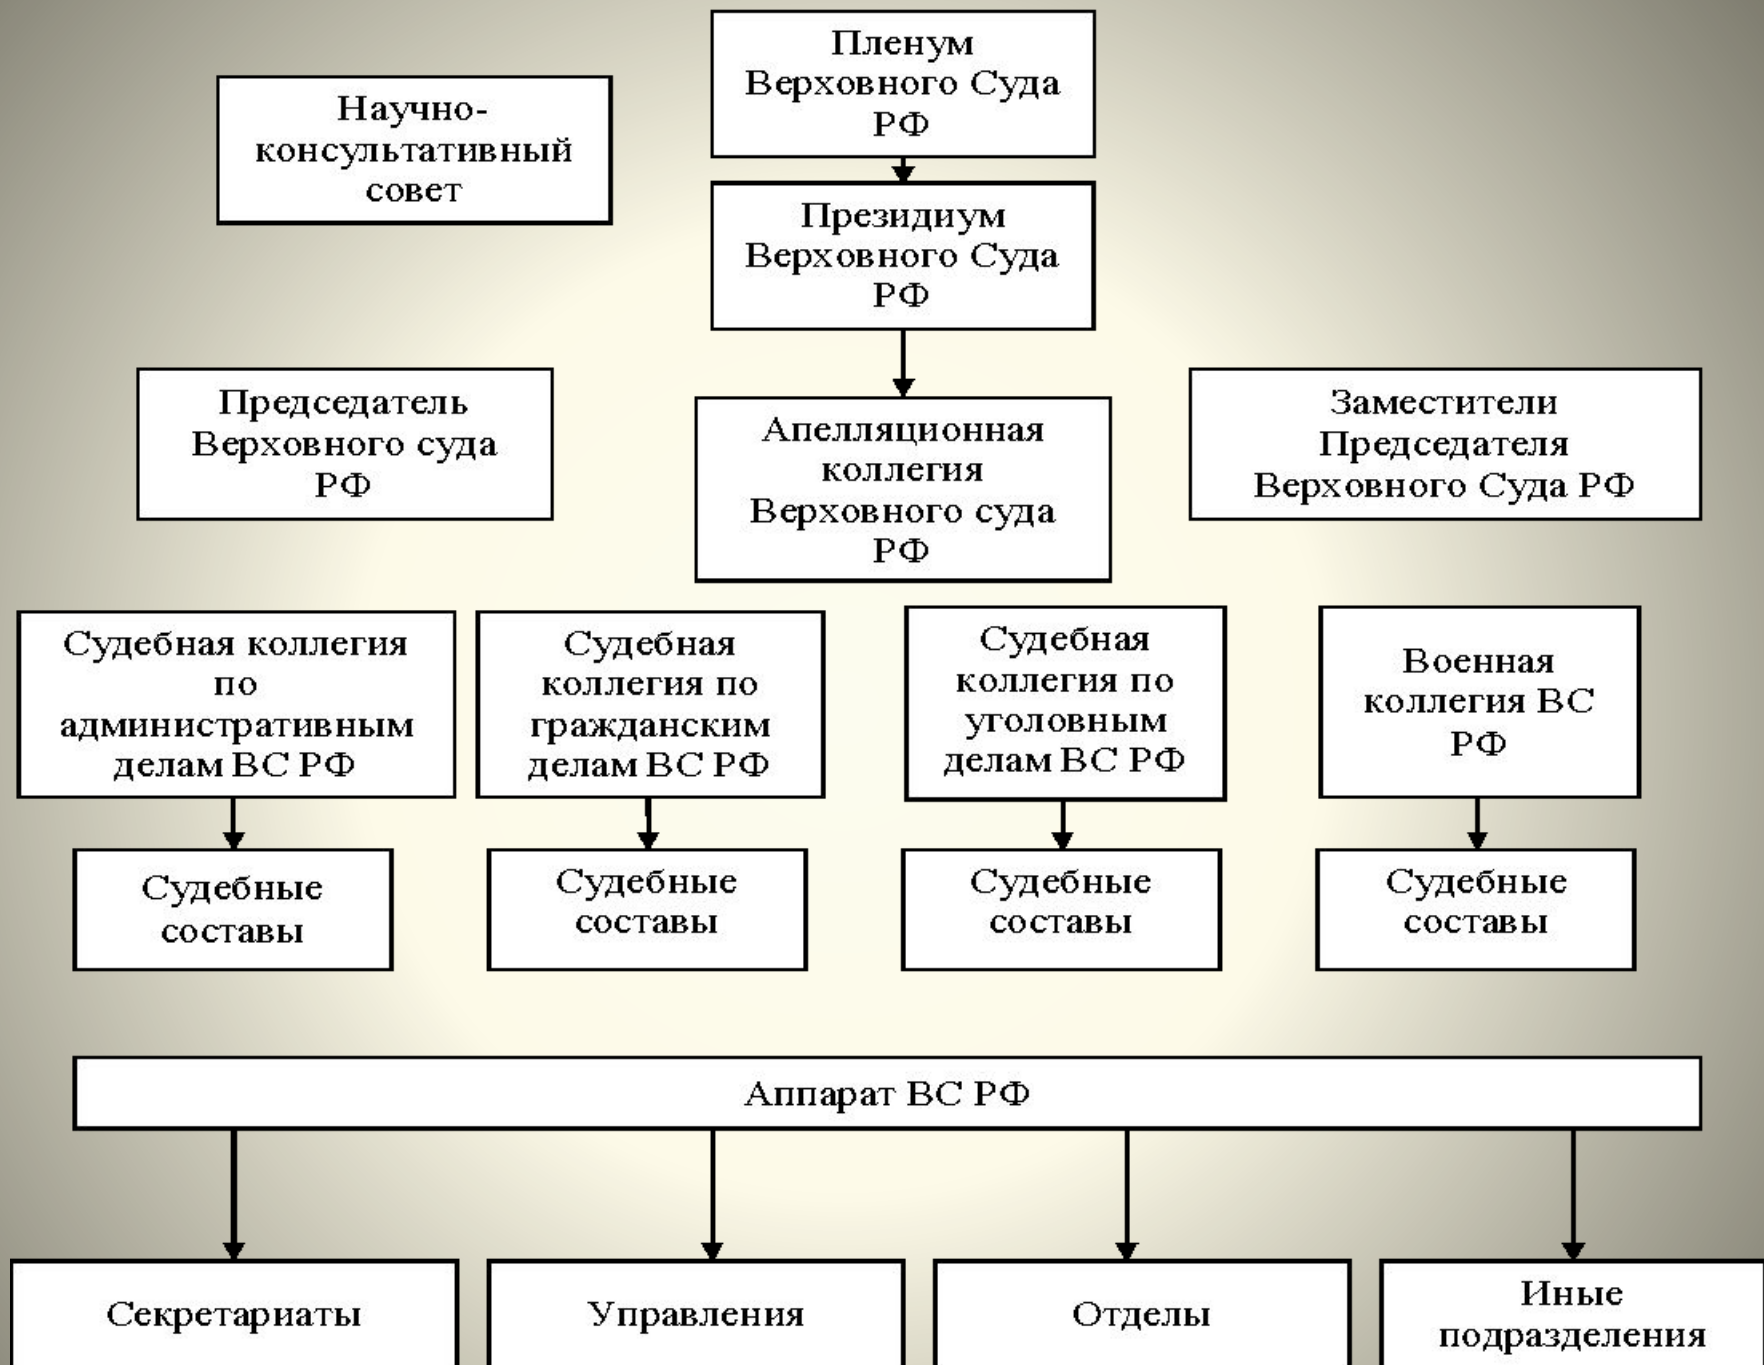 Пленум
Верховного Суда
РФ
Научно-
консультативный
совет
Президиум
Верховного Суда
РФ
Председатель
Верховного суда
РФ
Апелляционная
коллегия
Верховного суда
РФ
Заместители
Председателя
Верховного Суда РФ
Судебная коллегия
по
административным
делам ВС РФ
Судебная
коллегия по
гражданским
делам ВС РФ
Судебная
коллегия по
уголовным
делам ВС РФ
Военная
коллегия ВС
РФ
Судебные
составы
Судебные
составы
Судебные
составы
Судебные
составы
Аппарат ВС РФ
Секретариаты
Управления
Отделы
Иные
подразделения